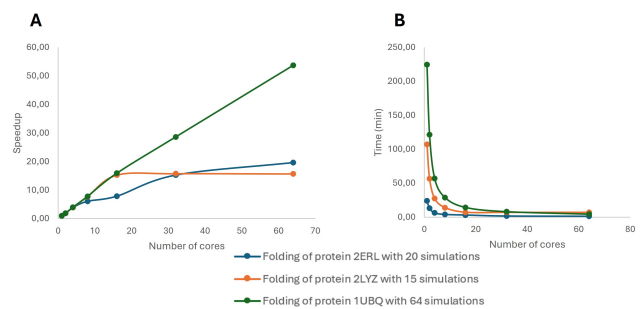 A
B
60,00
50,00
40,00
30,00
20,00
10,00
0,00
Speedup
0 10 20 30 40 50 60 70
Number of cores
250,00
200,00
150,00
100,00
50,00
0,00
Time (min)
0 20 40 60 80
Number of cores
Folding of protein 2ERL with 20 simulations
Folding of protein 2LYZ with 15 simulations
Folding of protein 1UBQ with 64 simulations